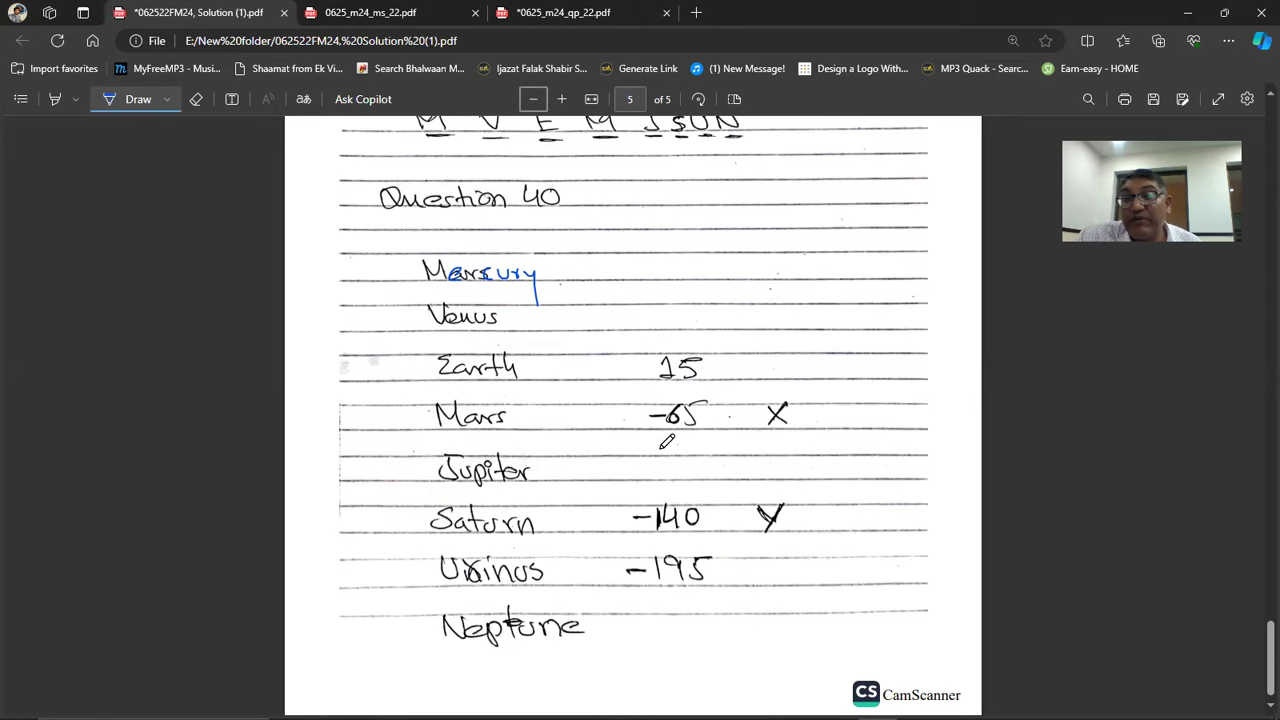 *062522FM24, Solution (1).pdf
0625_m24_ms_22.pdf
*0625_m24_qp_22.pdf
File E:/New%20folder/062522FM24,%20Solution%20(1).pdf
Import favorites MyFreeMP3 - Musi... Shaamat from Ek Vi... Search Bhalwaan M... Ijazat Falak Shabir S... Generate Link (1) New Message! Design a Logo With... MP3 Quack - Searc... Earn-easy - HOME
Draw Ask Copilot 5 of 5
M V E M J S U N
Question 40
Mercury
Venus
Earth 15
Mars -65 X
Jupiter
Saturn -140 Y
Urinus -195
Neptune
CS CamScanner